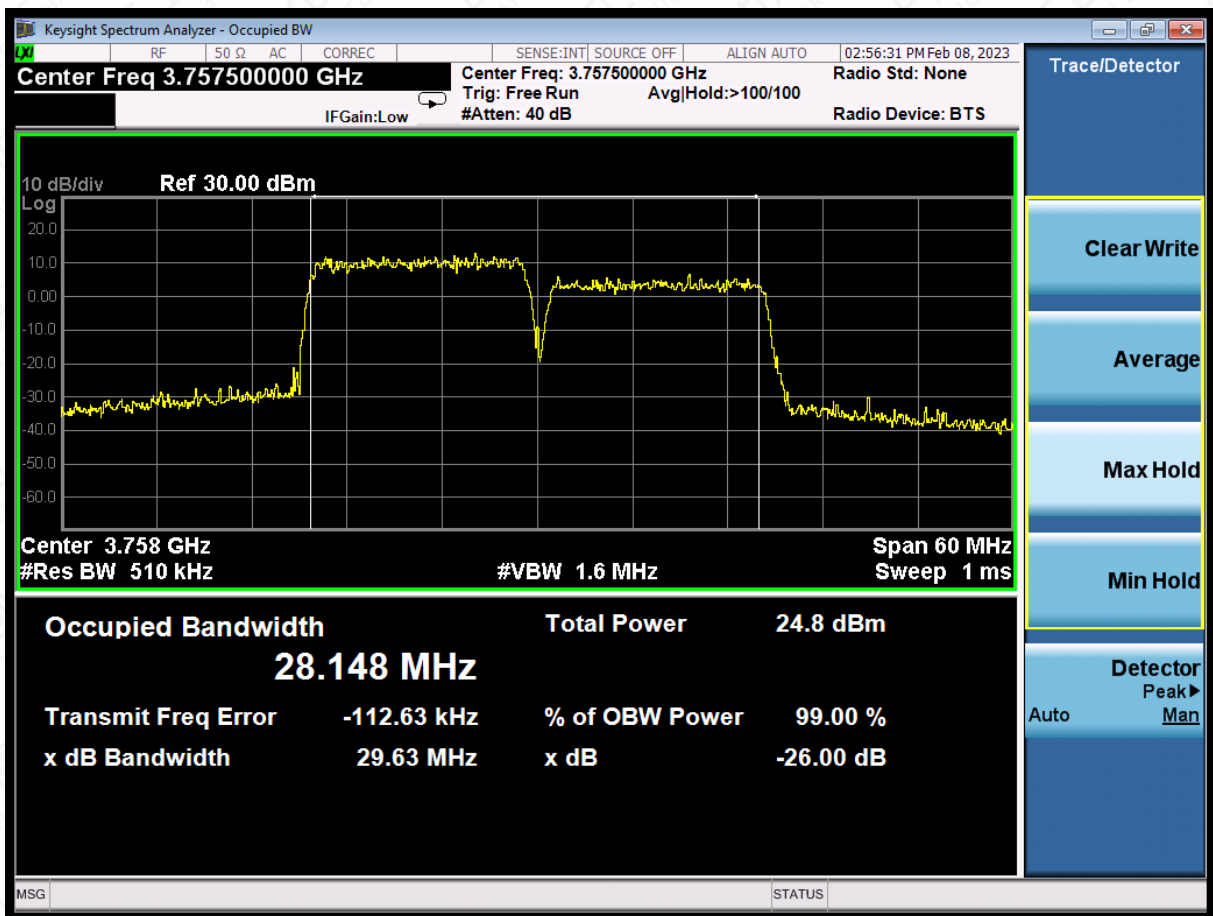 Keysight Spectrum Analyzer - Occupied BW
LXI RF 50 Ω AC CORREC SENSE:INT SOURCE OFF ALIGN AUTO 02:56:31 PM Feb 08, 2023
Center Freq 3.757500000 GHz Center Freq: 3.757500000 GHz Radio Std: None
Trig: Free Run Avg|Hold:>100/100
IFGain:Low #Atten: 40 dB Radio Device: BTS
10 dB/div Ref 30.00 dBm
Log
20.0
10.0
0.00
-10.0
-20.0
-30.0
-40.0
-50.0
-60.0
Center 3.758 GHz Span 60 MHz
#Res BW 510 kHz #VBW 1.6 MHz Sweep 1 ms
Occupied Bandwidth Total Power 24.8 dBm
28.148 MHz
Transmit Freq Error -112.63 kHz % of OBW Power 99.00 %
x dB Bandwidth 29.63 MHz x dB -26.00 dB
Trace/Detector
Clear Write
Average
Max Hold
Min Hold
Detector
Peak▶
Auto Man
MSG STATUS